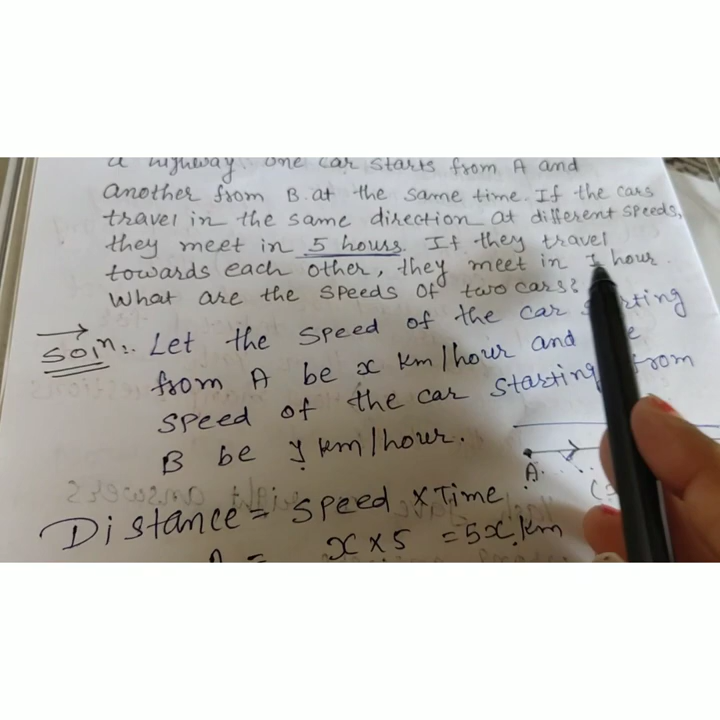 a highway. one car starts from A and
another from B at the same time. If the cars
travel in the same direction at different speeds,
they meet in 5 hours. If they travel
towards each other, they meet in 1 hour.
What are the speeds of two cars?
Soln:. Let the speed of the car rting
from A be x km/hour and e
speed of the car starting from
B be y km/hour.
A..
Distance = Speed × Time
x × 5 = 5x km